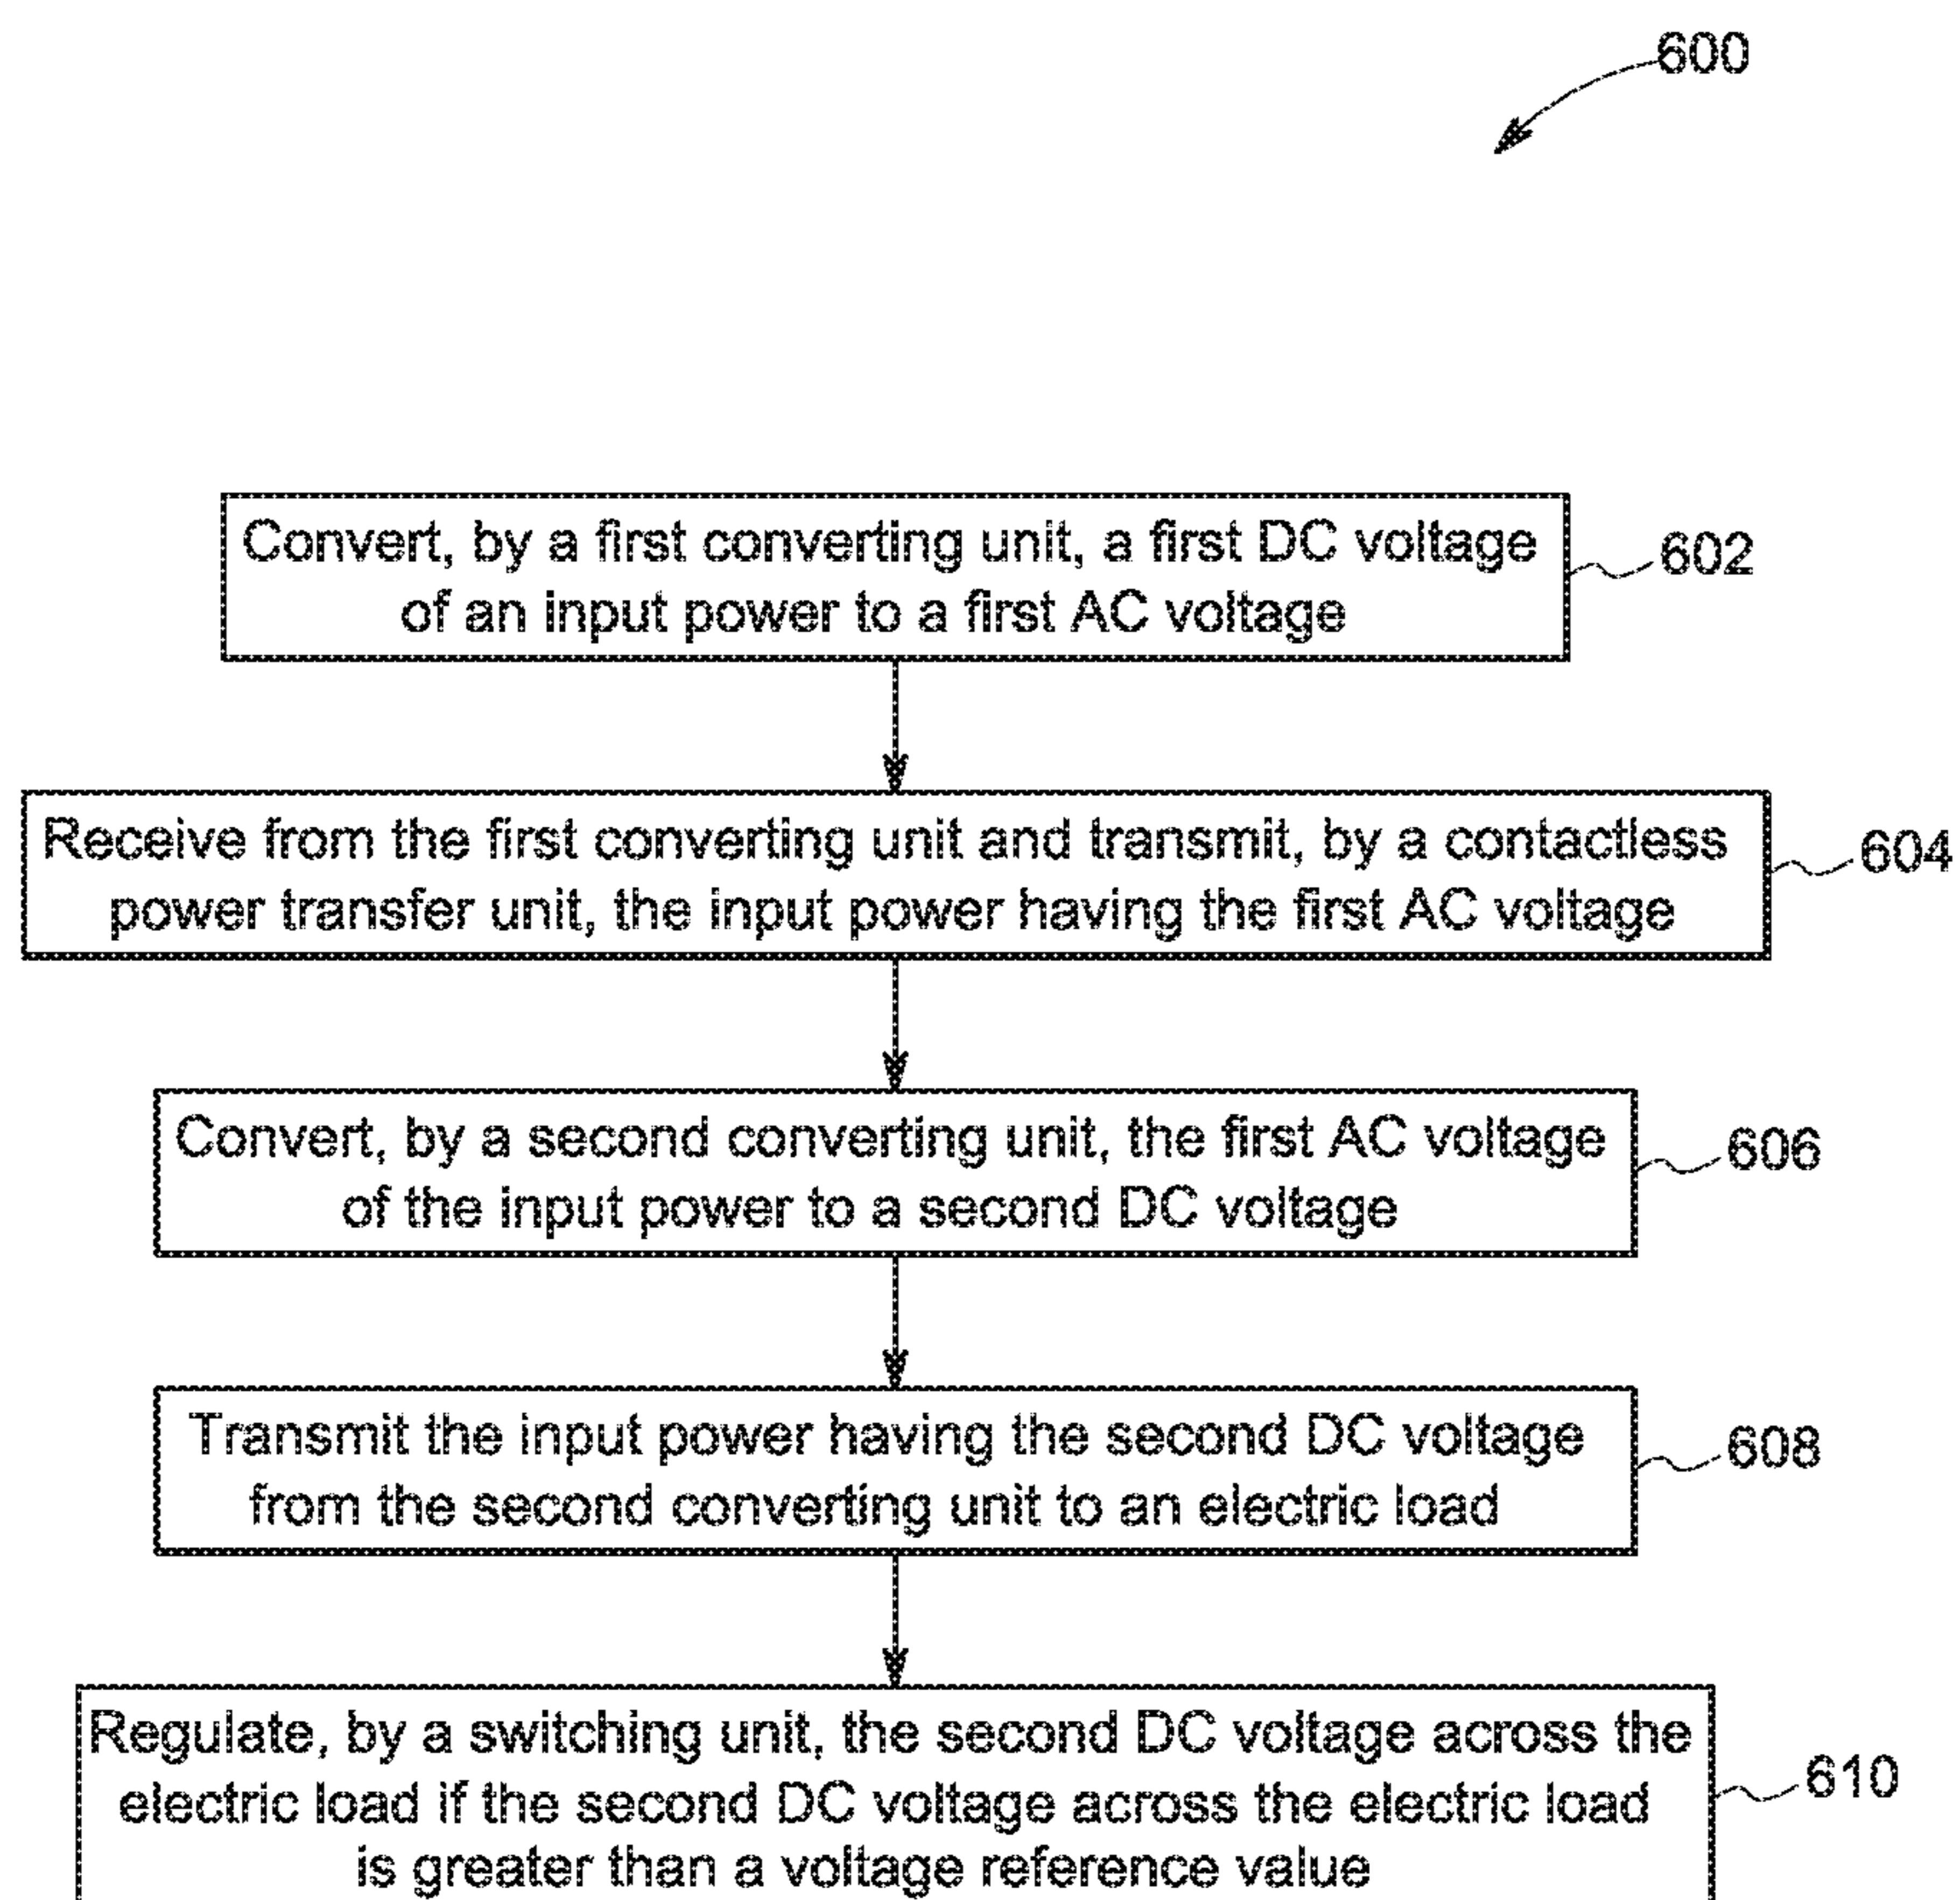 600
Convert, by a first converting unit, a first DC voltage
of an input power to a first AC voltage
602
Receive from the first converting unit and transmit, by a contactless
power transfer unit, the input power having the first AC voltage
604
Convert, by a second converting unit, the first AC voltage
of the input power to a second DC voltage
606
Transmit the input power having the second DC voltage
from the second converting unit to an electric load
608
Regulate, by a switching unit, the second DC voltage across the
electric load if the second DC voltage across the electric load
is greater than a voltage reference value
610